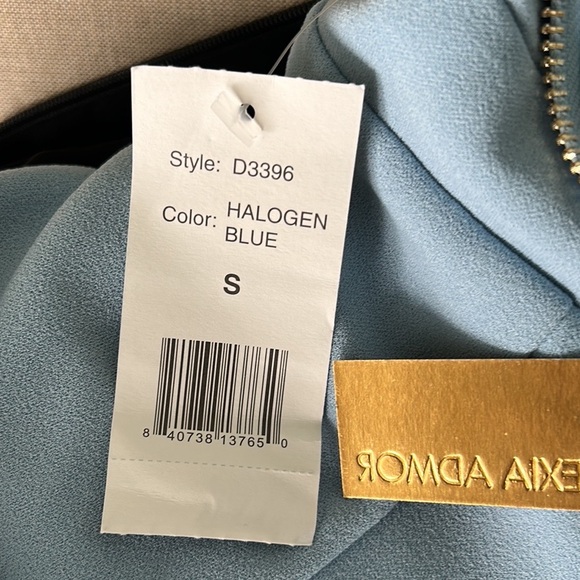 Style: D3396
Color: HALOGEN
BLUE
S
8 40738 13765 0
EXIA ADMOR